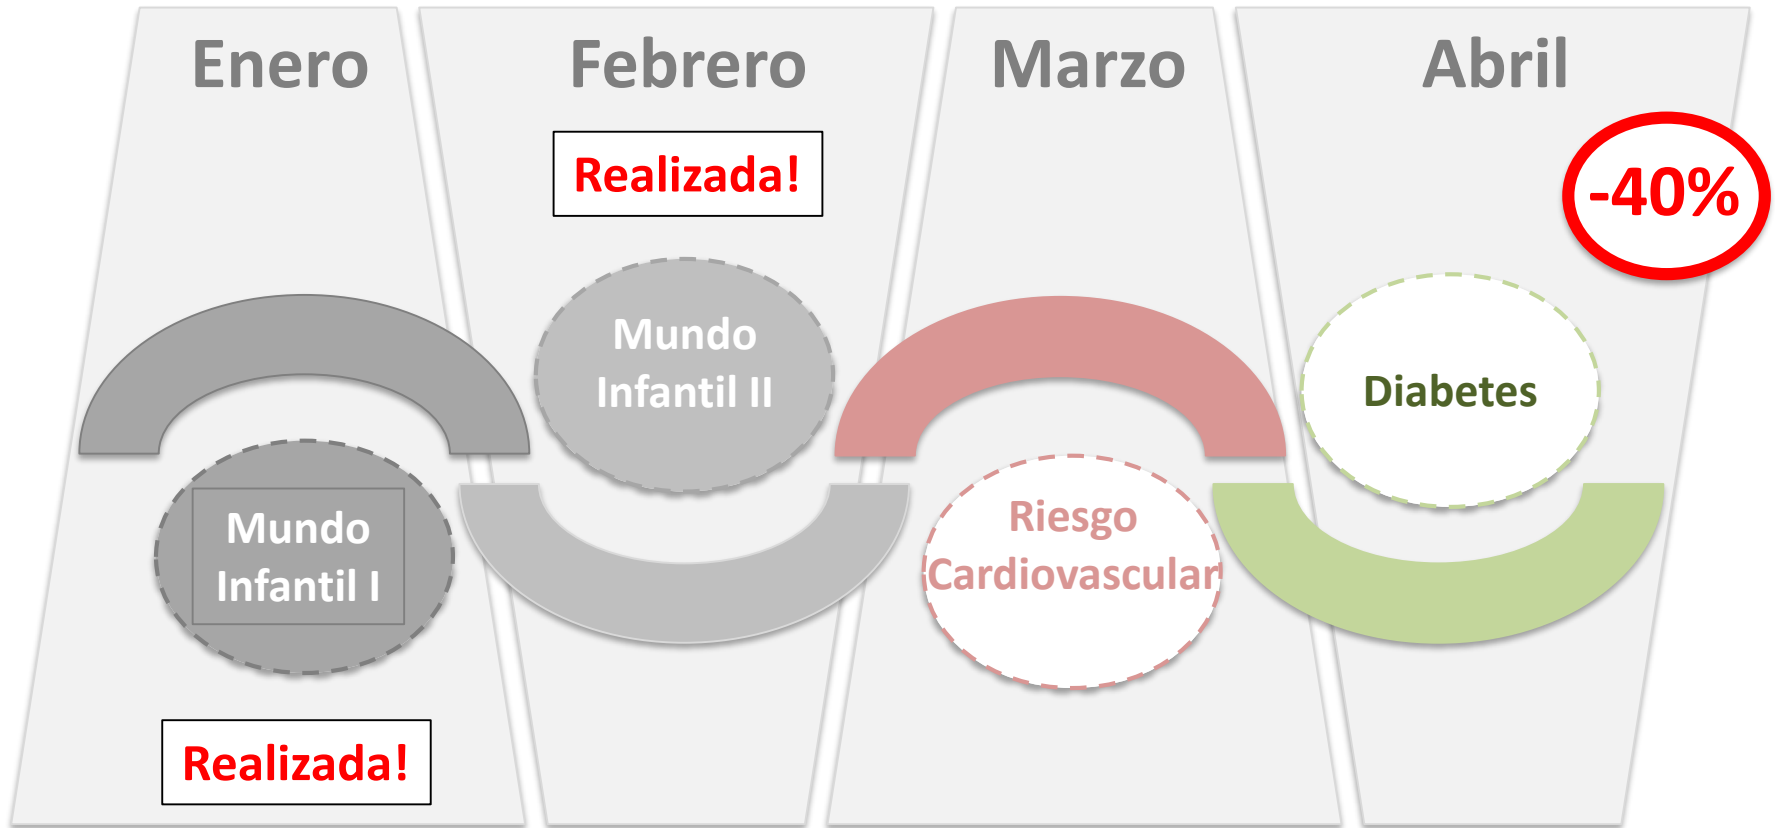 Enero
Febrero
Marzo
Abril
Realizada!
-40%
Mundo
Infantil II
Diabetes
Mundo
Infantil I
Riesgo
Cardiovascular
Realizada!